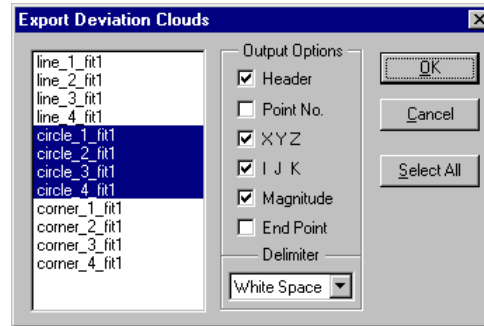 Export Deviation Clouds
line_1_fit1
line_2_fit1
line_3_fit1
line_4_fit1
circle_1_fit1
circle_2_fit1
circle_3_fit1
circle_4_fit1
corner_1_fit1
corner_2_fit1
corner_3_fit1
corner_4_fit1
Output Options
Header
Point No.
X Y Z
I J K
Magnitude
End Point
Delimiter
White Space
OK
Cancel
Select All